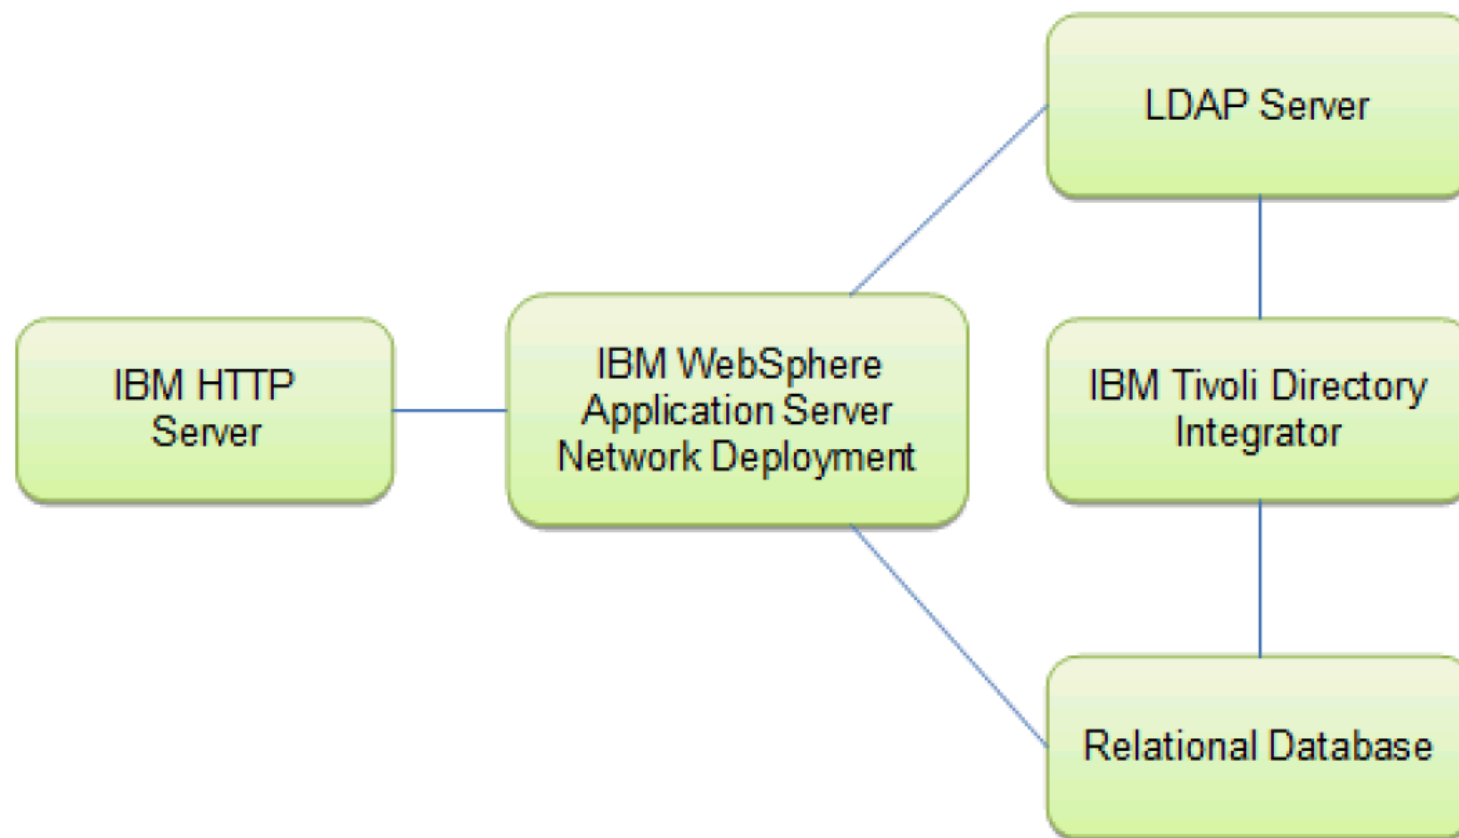 LDAP Server
IBM HTTP
Server
IBM WebSphere
Application Server
Network Deployment
IBM Tivoli Directory
Integrator
Relational Database